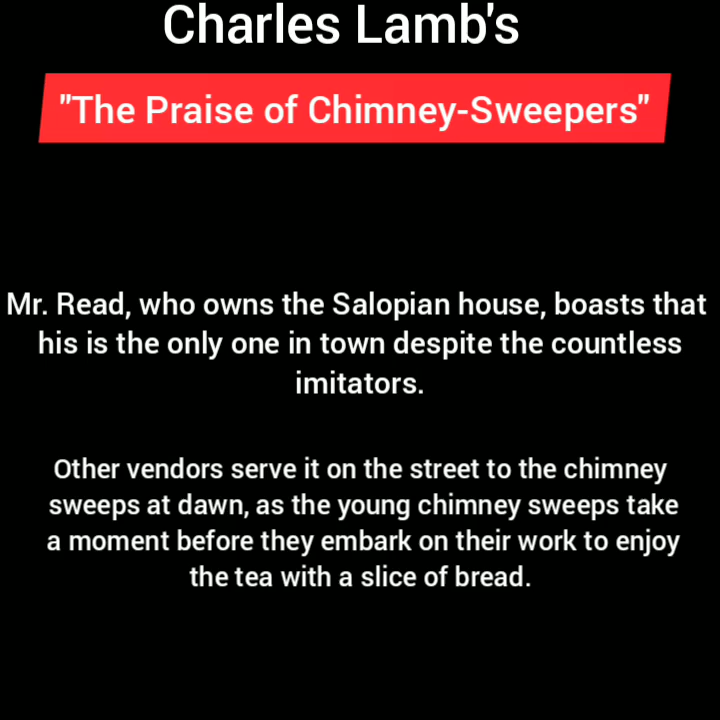 Charles Lamb's
"The Praise of Chimney-Sweepers"
Mr. Read, who owns the Salopian house, boasts that
his is the only one in town despite the countless
imitators.
Other vendors serve it on the street to the chimney
sweeps at dawn, as the young chimney sweeps take
a moment before they embark on their work to enjoy
the tea with a slice of bread.